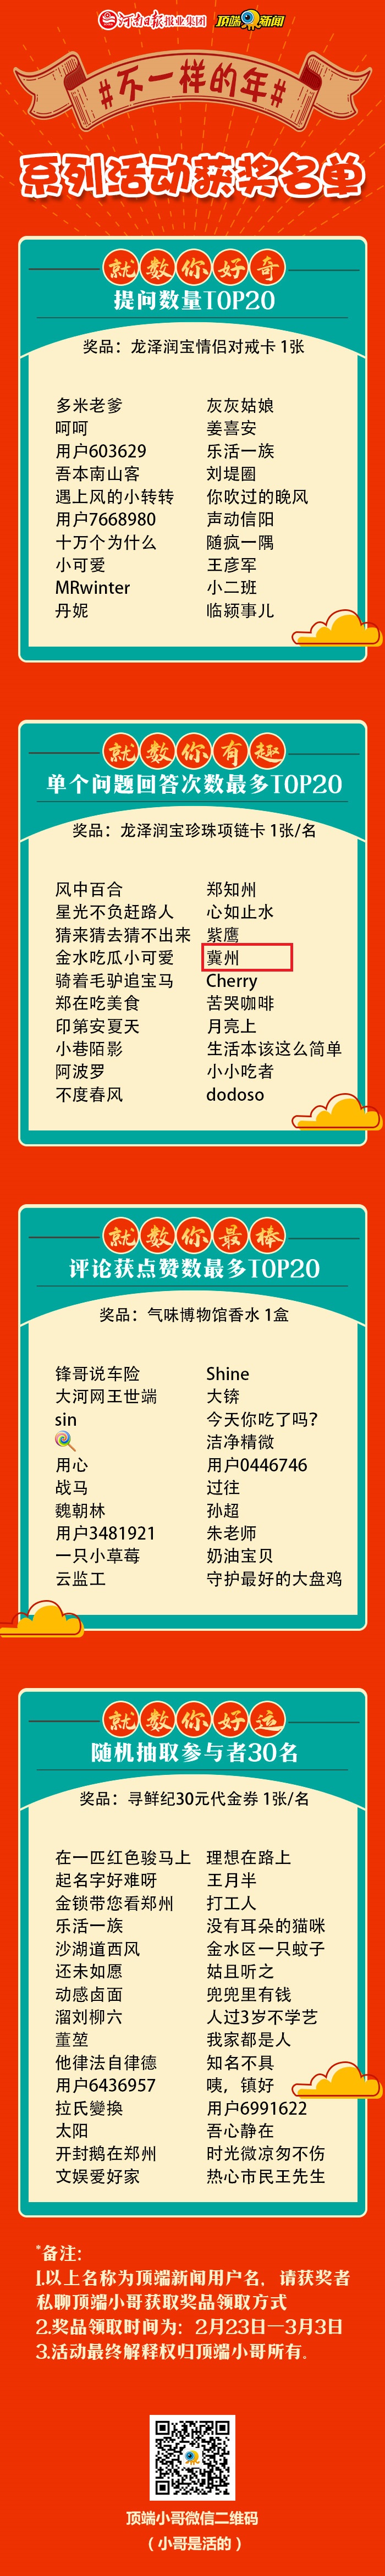 河南日报 报业集团 顶端新闻
#不一样的年#
系列活动获奖名单
就数你好奇
提问数量TOP20
奖品：龙泽润宝情侣对戒卡 1张
多米老爹 灰灰姑娘
呵呵 姜喜安
用户603629 乐活一族
吾本南山客 刘堤圈
遇上风的小转转 你吹过的晚风
用户7668980 声动信阳
十万个为什么 随疯一隅
小可爱 王彦军
MRwinter 小二班
丹妮 临颍事儿
就数你有趣
单个问题回答次数最多TOP20
奖品：龙泽润宝珍珠项链卡 1张/名
风中百合 郑知州
星光不负赶路人 心如止水
猜来猜去猜不出来 紫鹰
金水吃瓜小可爱 冀州
骑着毛驴追宝马 Cherry
郑在吃美食 苦哭咖啡
印第安夏天 月亮上
小巷陌影 生活本该这么简单
阿波罗 小小吃者
不度春风 dodoso
就数你最棒
评论获点赞数最多TOP20
奖品：气味博物馆香水 1盒
锋哥说车险 Shine
大河网王世端 大锛
sin 今天你吃了吗？
🍭 洁净精微
用心 用户0446746
战马 过往
魏朝林 孙超
用户3481921 朱老师
一只小草莓 奶油宝贝
云监工 守护最好的大盘鸡
就数你好运
随机抽取参与者30名
奖品：寻鲜纪30元代金券 1张/名
在一匹红色骏马上 理想在路上
起名字好难呀 王月半
金锁带您看郑州 打工人
乐活一族 没有耳朵的猫咪
沙湖道西风 金水区一只蚊子
还未如愿 姑且听之
动感卤面 兜兜里有钱
溜刘柳六 人过3岁不学艺
董堃 我家都是人
他律法自律德 知名不具
用户6436957 咦，镇好
拉氏變換 用户6991622
太阳 吾心静在
开封鹅在郑州 时光微凉勿不伤
文娱爱好家 热心市民王先生
*备注：
1.以上名称为顶端新闻用户名，请获奖者
私聊顶端小哥获取奖品领取方式
2.奖品领取时间为：2月23日—3月3日
3.活动最终解释权归顶端小哥所有。
顶端小哥微信二维码
（小哥是活的）